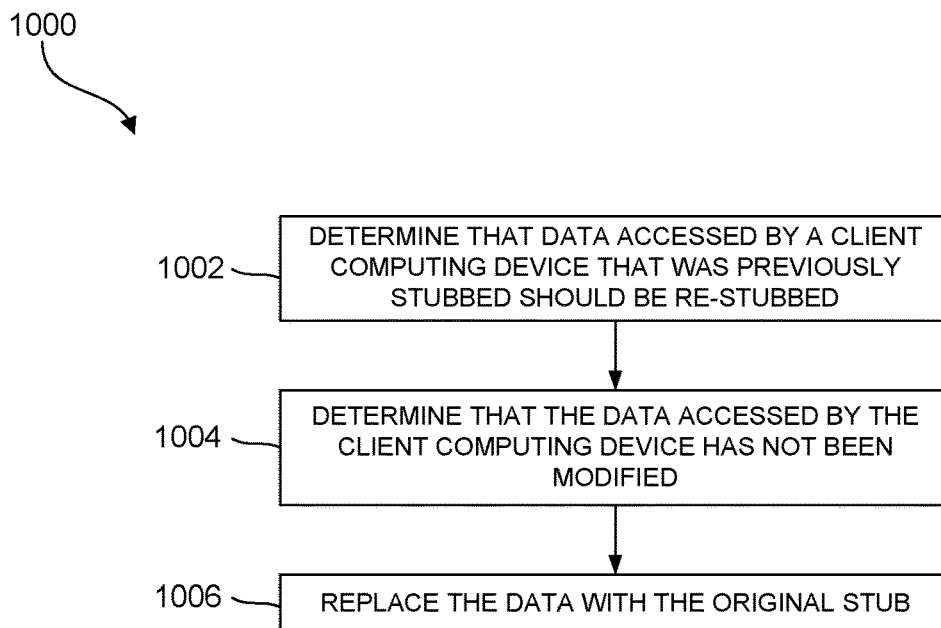 1000
DETERMINE THAT DATA ACCESSED BY A CLIENT
COMPUTING DEVICE THAT WAS PREVIOUSLY
STUBBED SHOULD BE RE-STUBBED
1002
DETERMINE THAT THE DATA ACCESSED BY THE
CLIENT COMPUTING DEVICE HAS NOT BEEN
MODIFIED
1004
REPLACE THE DATA WITH THE ORIGINAL STUB
1006